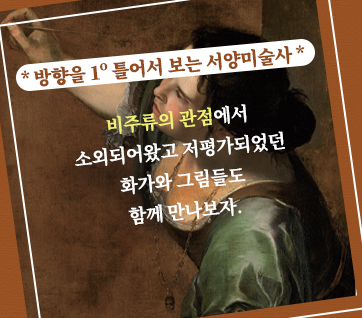 * 방향을 1º 틀어서 보는 서양미술사 *
비주류의 관점에서
소외되어왔고 저평가되었던
화가와 그림들도
함께 만나보자.